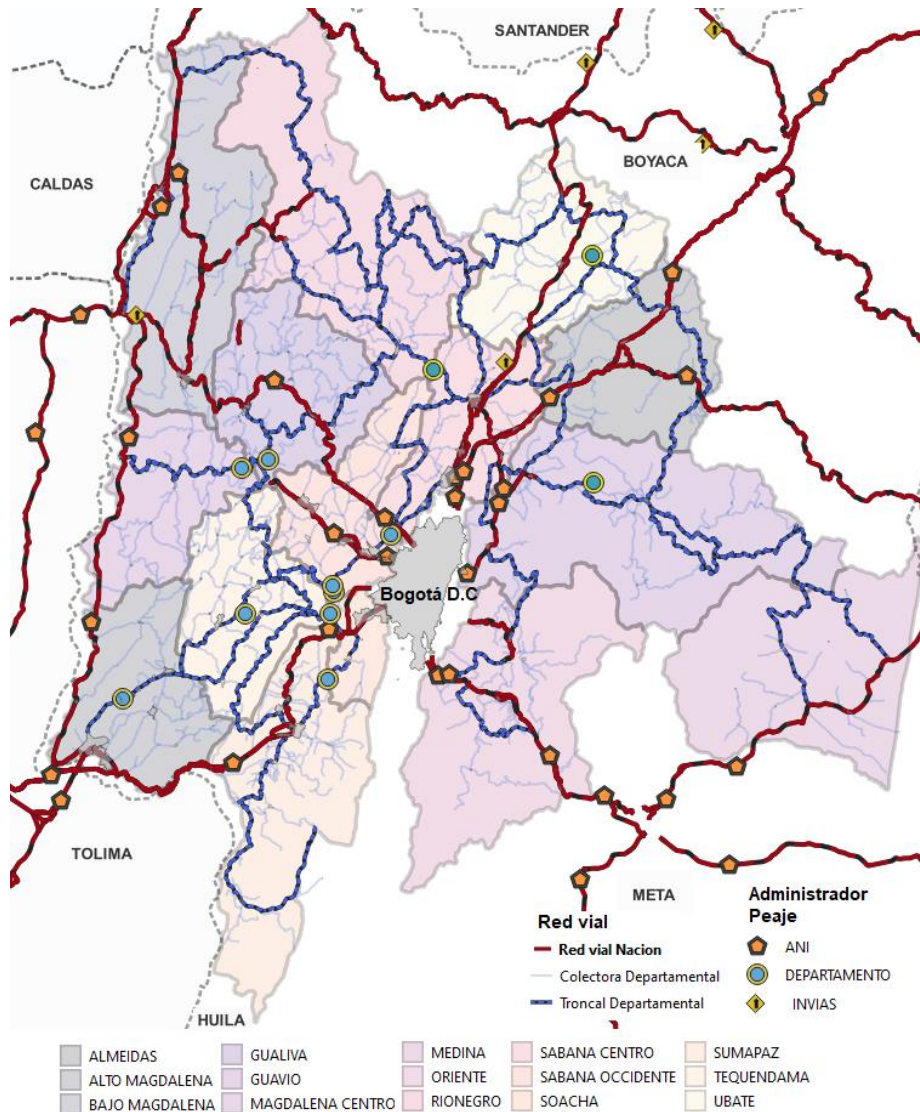 SANTANDER
CALDAS
BOYACA
Bogotá D.C
TOLIMA
META
HUILA
Red vial
Red vial Nacion
Colectora Departamental
Troncal Departamental
Administrador
Peaje
ANI
DEPARTAMENTO
INVIAS
ALMEIDAS
ALTO MAGDALENA
BAJO MAGDALENA
GUALIVA
GUAVIO
MAGDALENA CENTRO
MEDINA
ORIENTE
RIONEGRO
SABANA CENTRO
SABANA OCCIDENTE
SOACHA
SUMAPAZ
TEQUENDAMA
UBATE